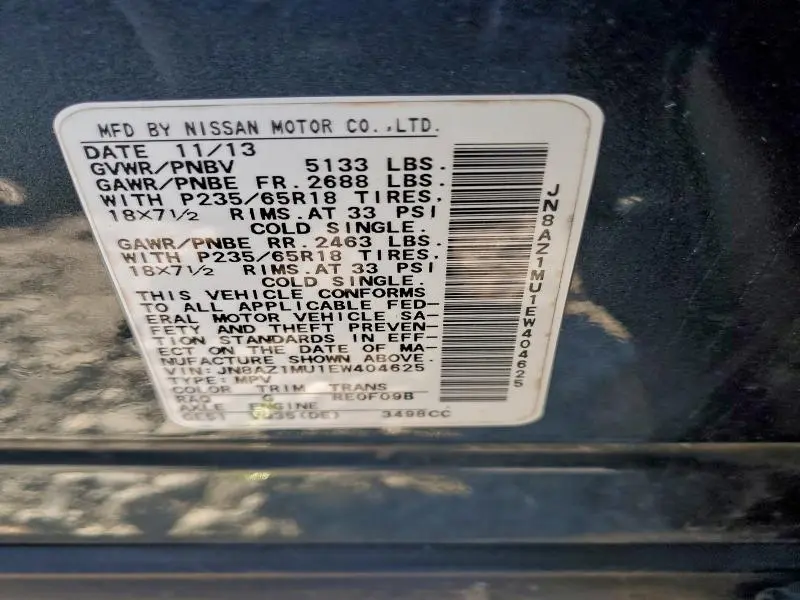 MFD BY NISSAN MOTOR CO.,LTD.
DATE 11/13
GVWR/PNBV 5133 LBS.
GAWR/PNBE FR. 2688 LBS.
WITH P235/65R18 TIRES,
18X7½ RIMS.AT 33 PSI
COLD SINGLE.
GAWR/PNBE RR. 2463 LBS.
WITH P235/65R18 TIRES.
18X7½ RIMS.AT 33 PSI
COLD SINGLE.
THIS VEHICLE CONFORMS
TO ALL APPLICABLE FED-
ERAL MOTOR VEHICLE SA-
FETY AND THEFT PREVEN-
TION STANDARDS IN EFF-
ECT ON THE DATE OF MA-
NUFACTURE SHOWN ABOVE.
VIN: JN8AZ1MU1EW404625
TYPE: MPV
COLOR TRIM TRANS
RAQ G RE0F09B
AXLE ENGINE
VQ35(DE) 3498CC
JN8AZ1MU1EW404625